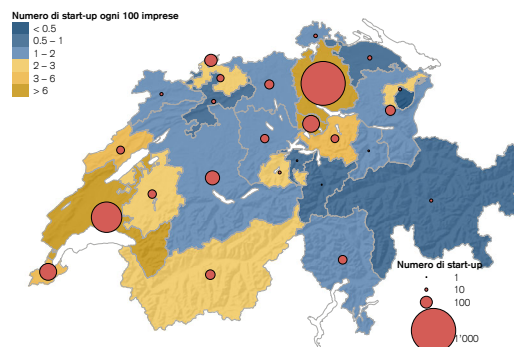 Numero di start-up ogni 100 imprese
< 0.5
0.5 – 1
1 – 2
2 – 3
3 – 6
> 6
Numero di start-up
1
10
100
1'000